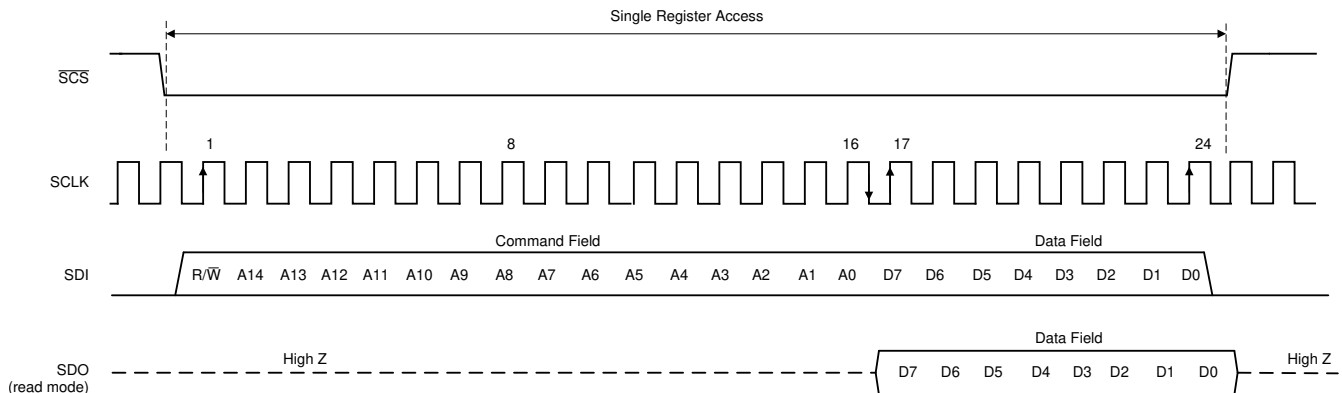 Single Register Access
S̅C̅S̅
1 8 16 17 24
SCLK
Command Field Data Field
SDI R/W̅ A14 A13 A12 A11 A10 A9 A8 A7 A6 A5 A4 A3 A2 A1 A0 D7 D6 D5 D4 D3 D2 D1 D0
Data Field
High Z High Z
SDO D7 D6 D5 D4 D3 D2 D1 D0
(read mode)